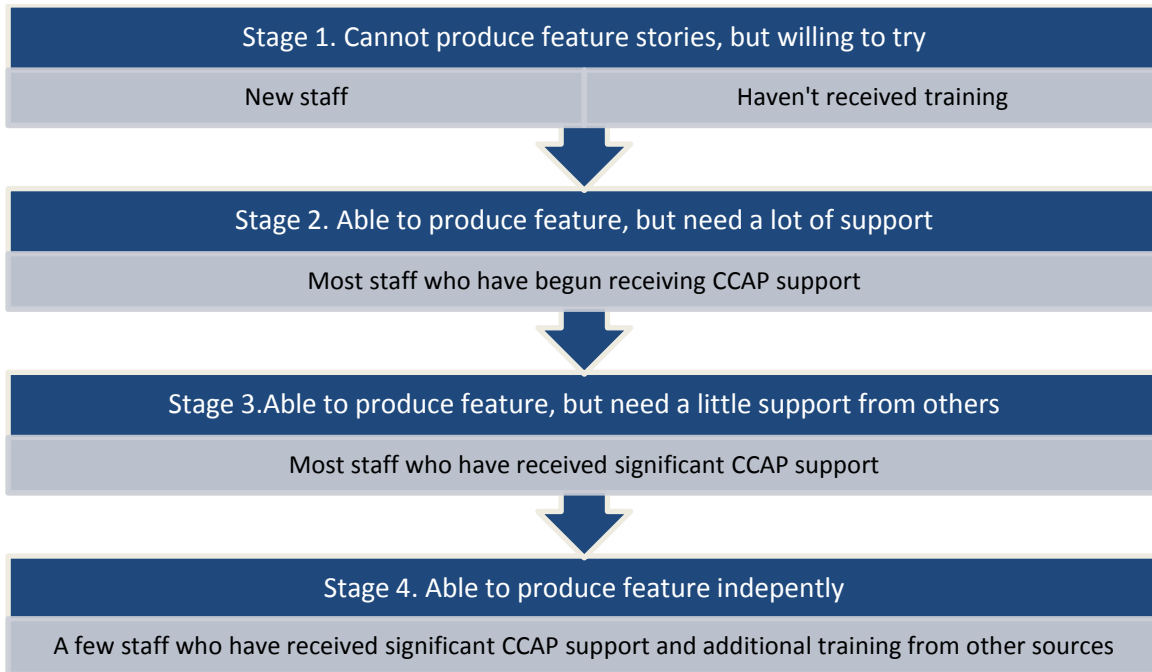 Stage 1. Cannot produce feature stories, but willing to try
New staff
Haven't received training
Stage 2. Able to produce feature, but need a lot of support
Most staff who have begun receiving CCAP support
Stage 3.Able to produce feature, but need a little support from others
Most staff who have received significant CCAP support
Stage 4. Able to produce feature indepently
A few staff who have received significant CCAP support and additional training from other sources